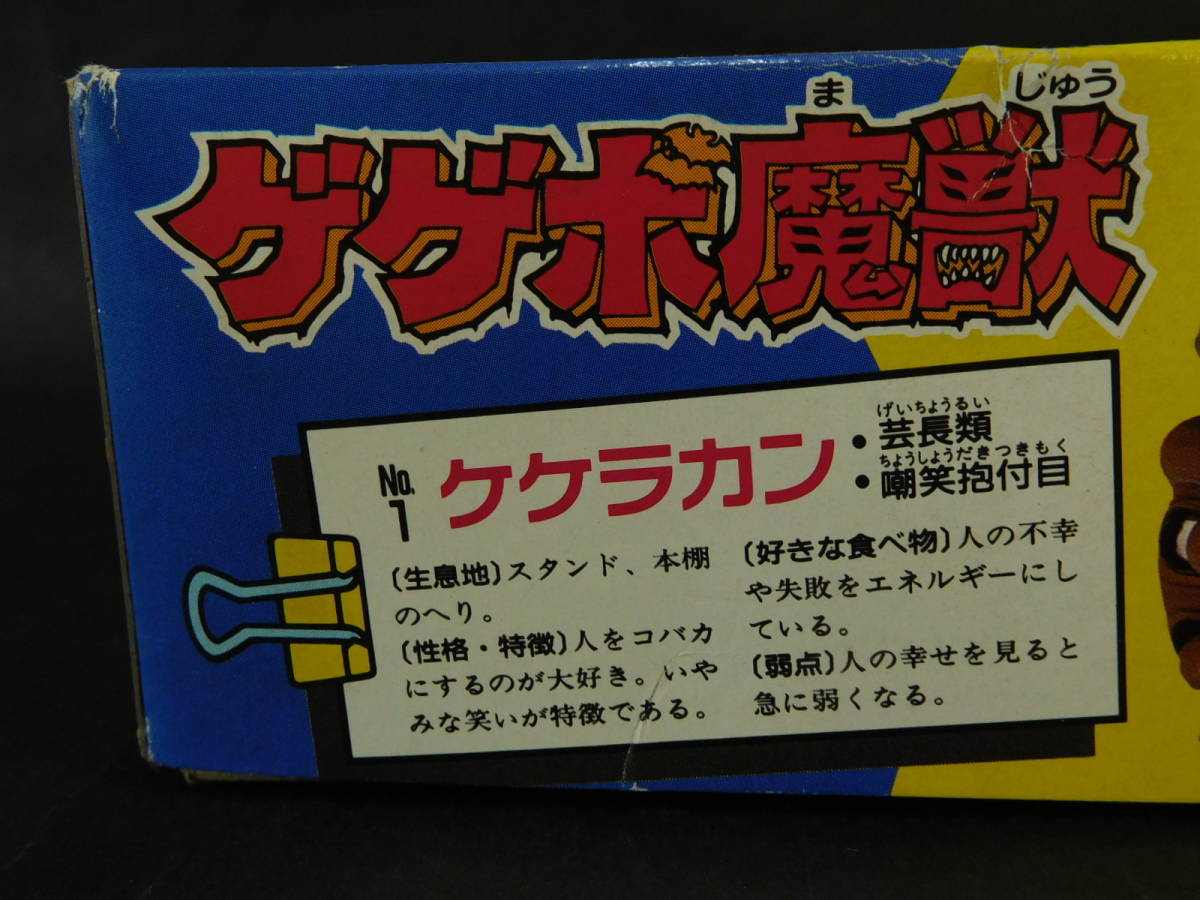 まじゅう
ゲゲボ魔獣
No.1
ケケラカン
げいちょうるい
・芸長類
ちょうしょうだきつきもく
・嘲笑抱付目
〔生息地〕スタンド、本棚
のへり。
〔性格・特徴〕人をコバカ
にするのが大好き。いや
みな笑いが特徴である。
〔好きな食べ物〕人の不幸
や失敗をエネルギーにし
ている。
〔弱点〕人の幸せを見ると
急に弱くなる。